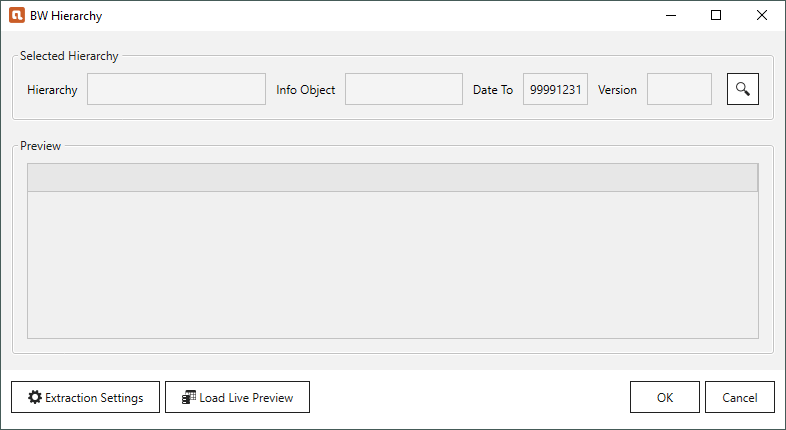 BW Hierarchy
Selected Hierarchy
Hierarchy Info Object Date To 99991231 Version
Preview
Extraction Settings Load Live Preview OK Cancel